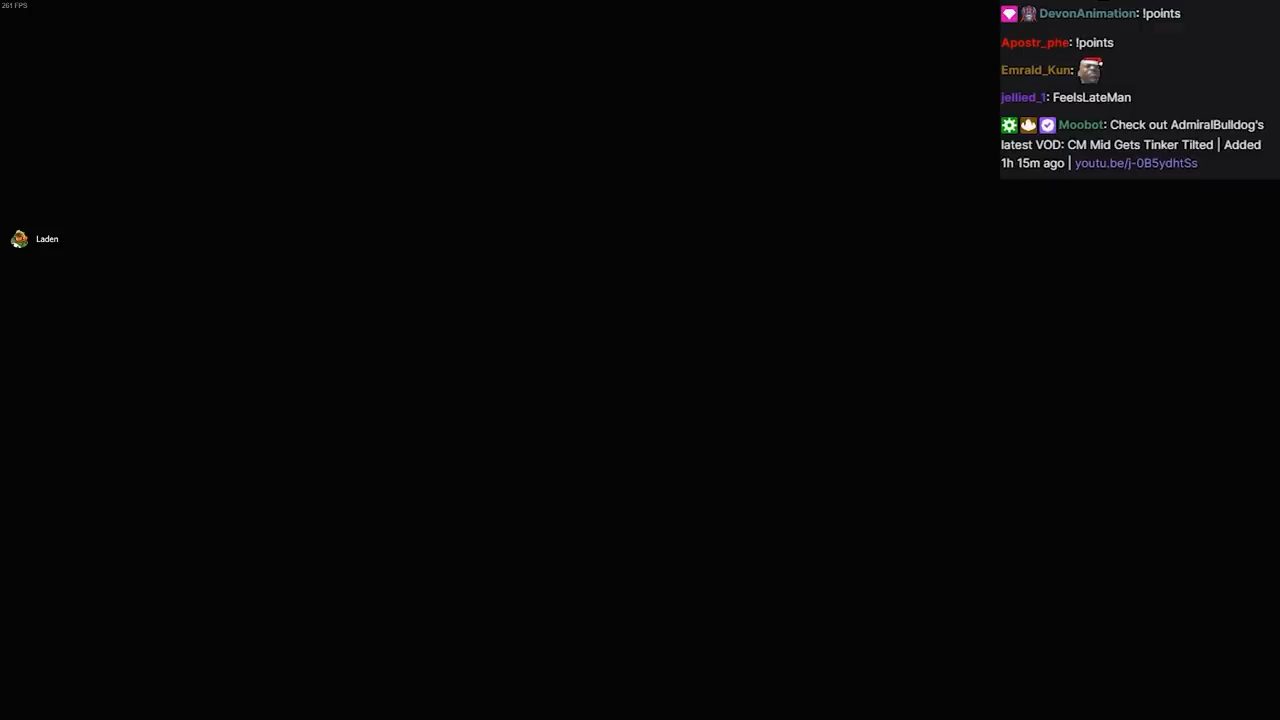 261 FPS
DevonAnimation: !points
Apostr_phe: !points
Emrald_Kun:
jellied_1: FeelsLateMan
Moobot: Check out AdmiralBulldog's
latest VOD: CM Mid Gets Tinker Tilted | Added
1h 15m ago | youtu.be/j-0B5ydhtSs
Laden